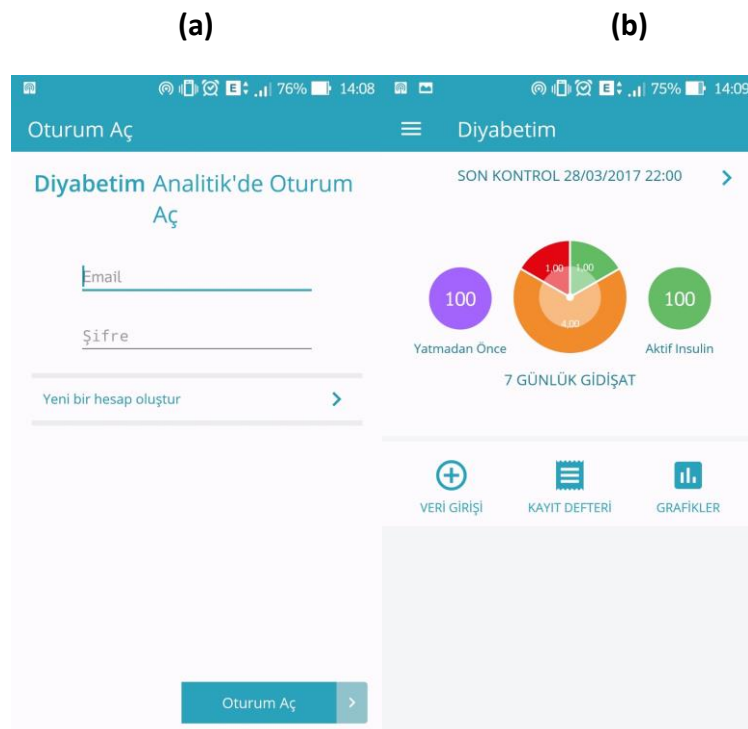 (a)
76% 14:08
Oturum Aç
Diyabetim Analitik'de Oturum
Aç
Email
Şifre
Yeni bir hesap oluştur
Oturum Aç
(b)
E 75% 14:09
Diyabetim
SON KONTROL 28/03/2017 22:00
1,00 1,00
4,00
100
Yatmadan Önce
100
Aktif Insulin
7 GÜNLÜK GİDİŞAT
VERİ GİRİŞİ
KAYIT DEFTERİ
GRAFİKLER